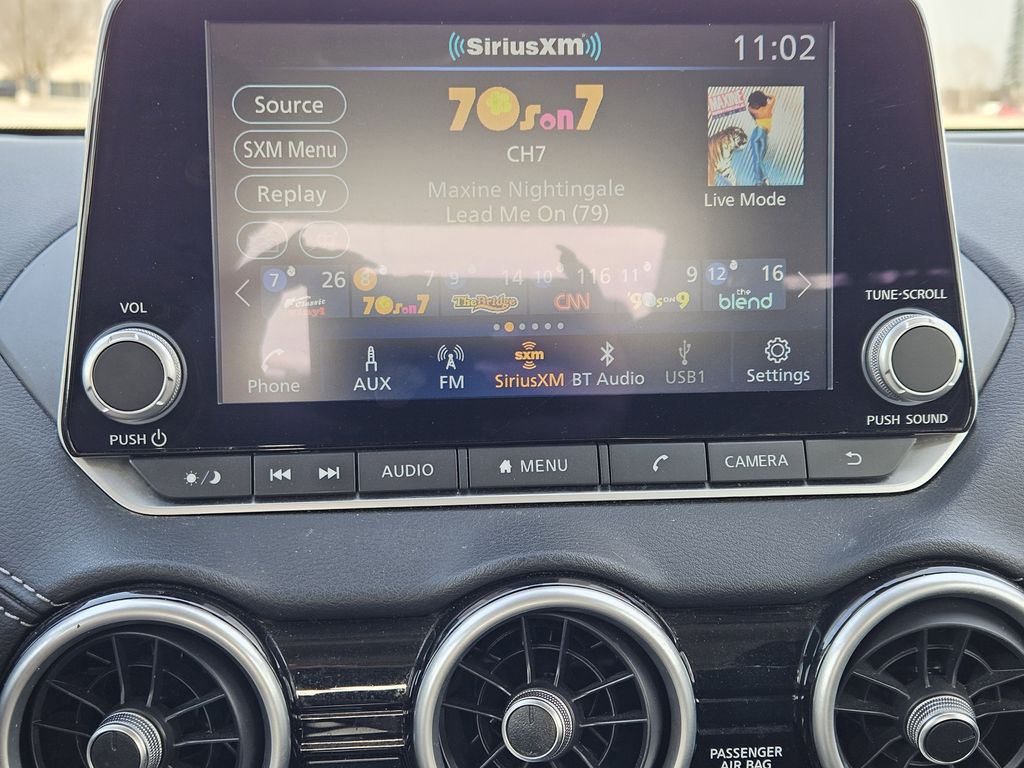 SiriusXM
11:02
Source
70s on 7
MAXINE
SXM Menu
CH7
Replay
Maxine Nightingale
Live Mode
Lead Me On (79)
7 26 8 7 9 14 10 116 11 9 12 16
Classic 70s on 7 The Bridge CNN '90s ON 9 the blend
sxm
Phone AUX FM SiriusXM BT Audio USB1 Settings
VOL
TUNE·SCROLL
PUSH
PUSH SOUND
AUDIO MENU CAMERA
PASSENGER
AIR BAG